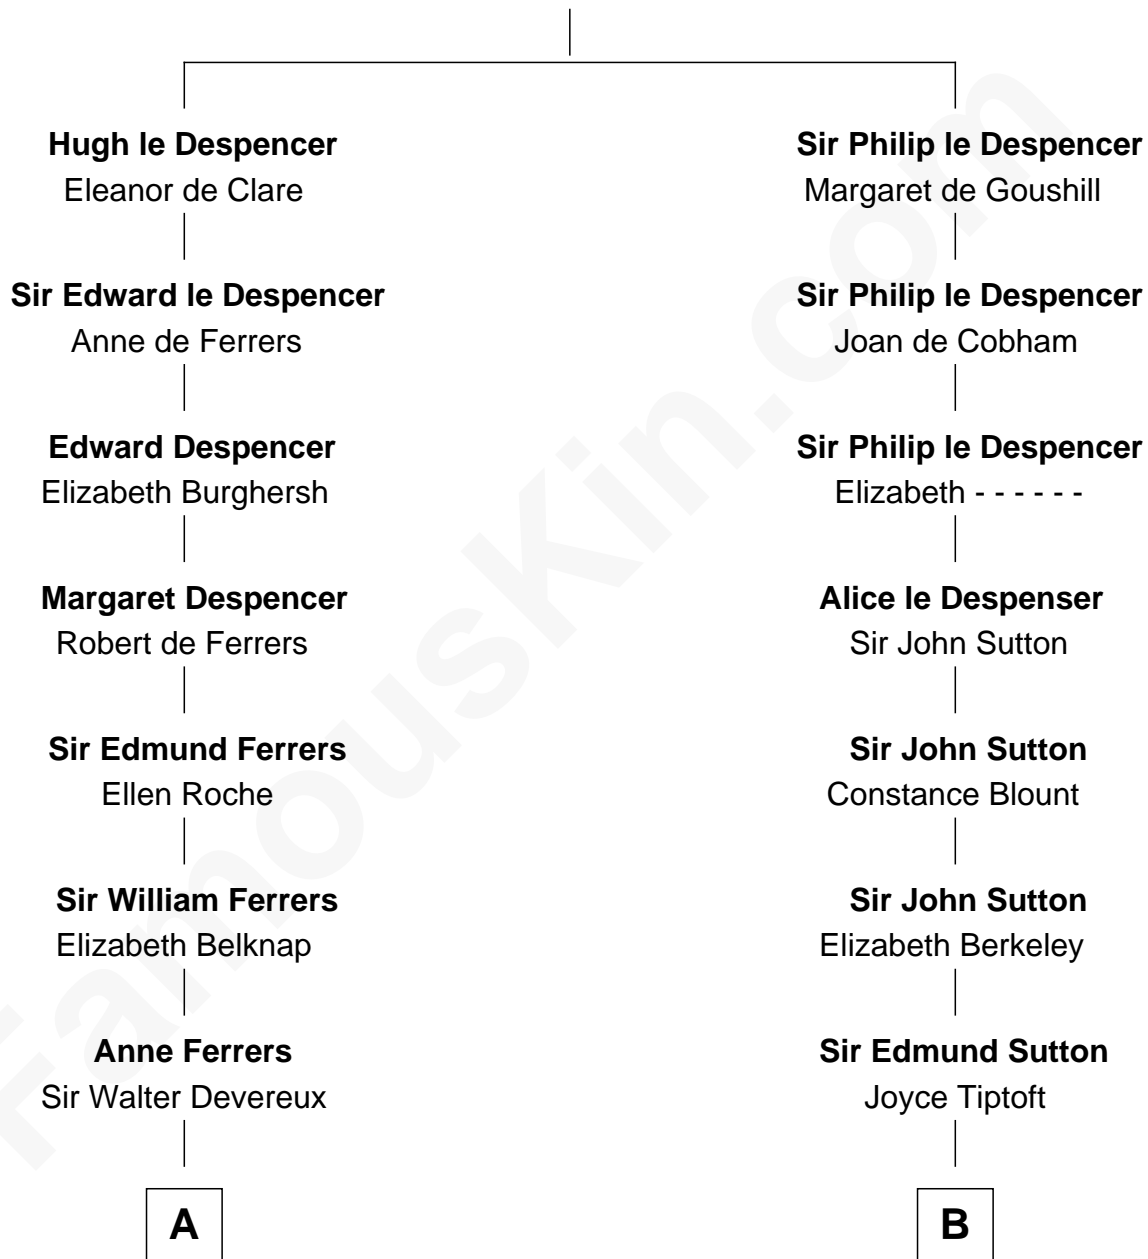 Hugh le Despencer
Eleanor de Clare
Sir Edward le Despencer
Anne de Ferrers
Edward Despencer
Elizabeth Burghersh
Margaret Despencer
Robert de Ferrers
Sir Edmund Ferrers
Ellen Roche
Sir William Ferrers
Elizabeth Belknap
Anne Ferrers
Sir Walter Devereux
A
Sir Philip le Despencer
Margaret de Goushill
Sir Philip le Despencer
Joan de Cobham
Sir Philip le Despencer
Elizabeth - - - - - -
Alice le Despenser
Sir John Sutton
Sir John Sutton
Constance Blount
Sir John Sutton
Elizabeth Berkeley
Sir Edmund Sutton
Joyce Tiptoft
B
FamousKin.com